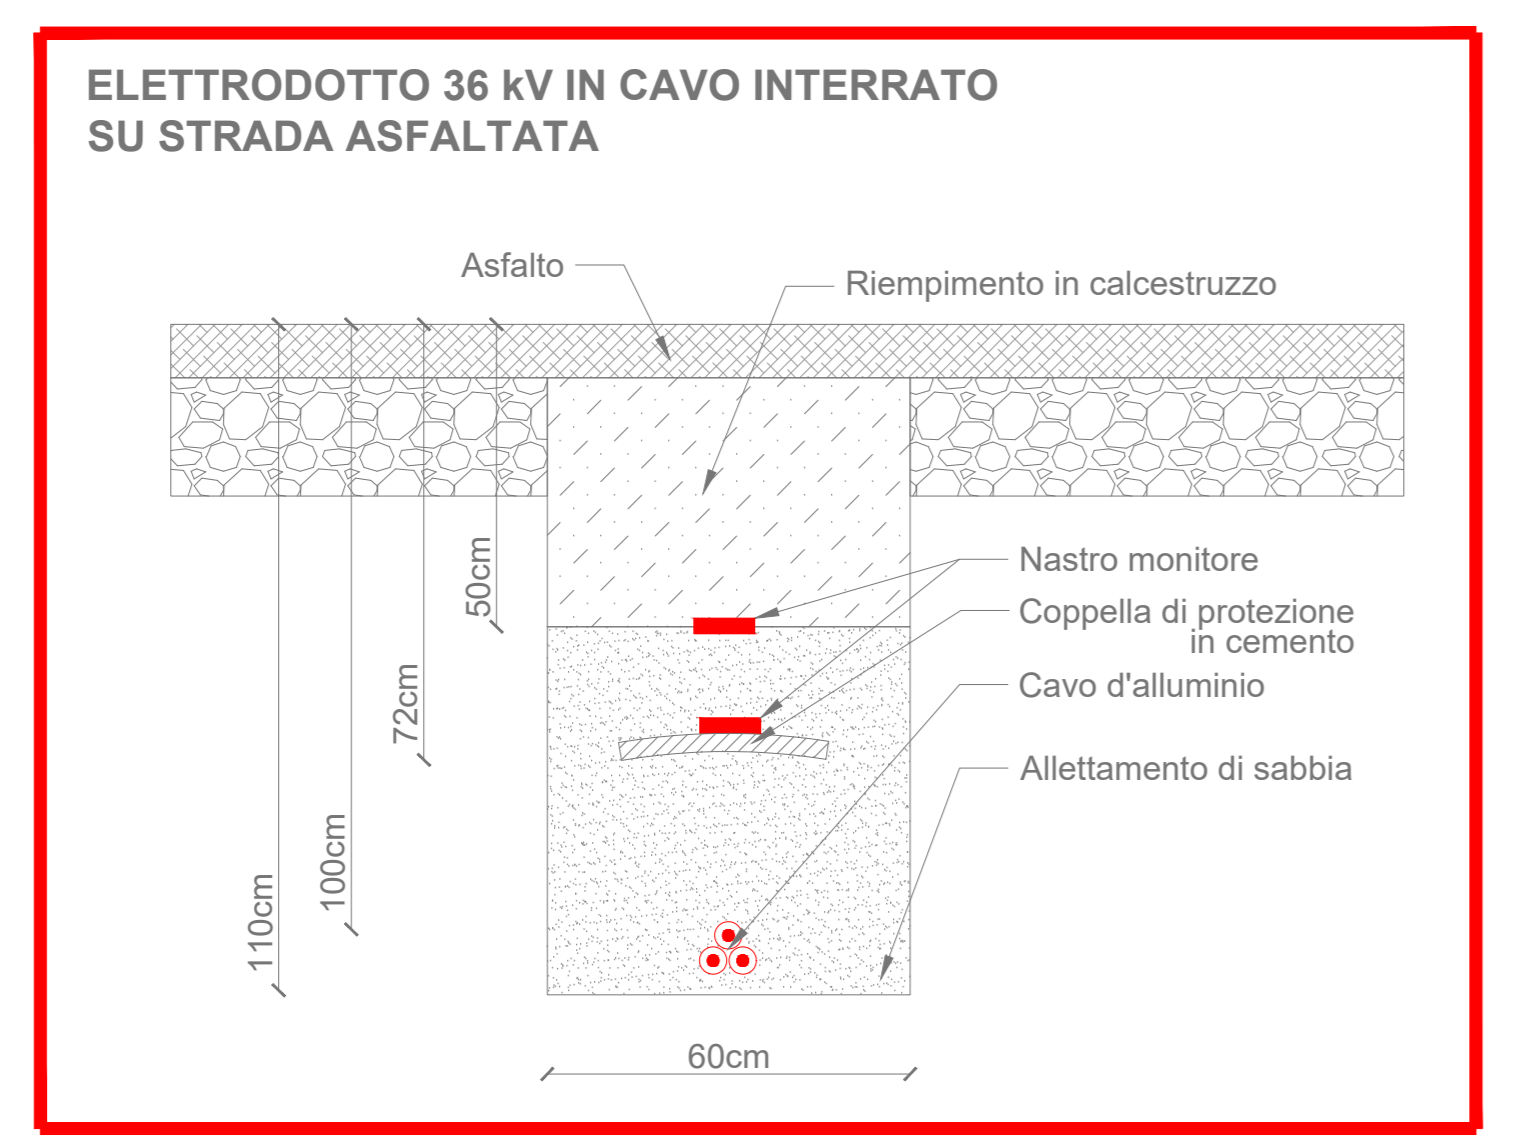 ELETTRODOTTO 36 kV IN CAVO INTERRATO
SU STRADA ASFALTATA
Asfalto
Riempimento in calcestruzzo
50cm
Nastro monitore
Coppella di protezione
in cemento
72cm
Cavo d'alluminio
Allettamento di sabbia
100cm
110cm
60cm